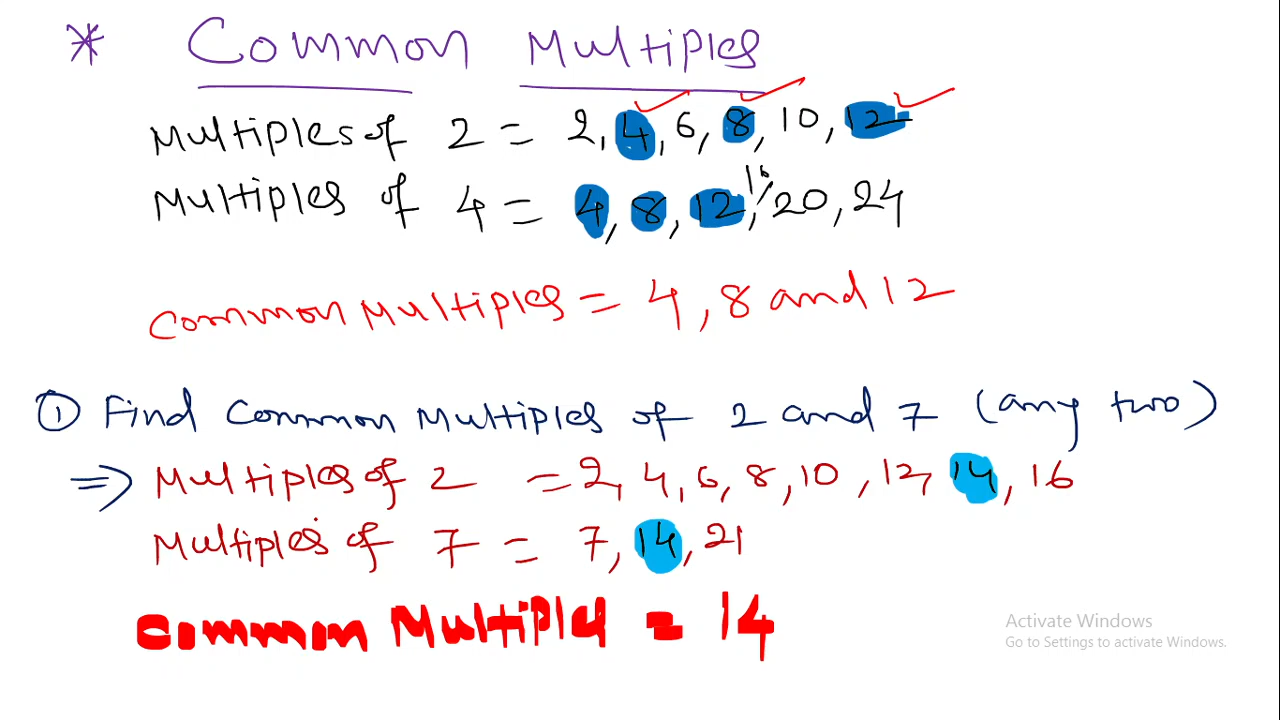 * Common Multiples
Multiples of 2 = 2, 4, 6, 8, 10, 12
Multiples of 4 = 4, 8, 12, 16, 20, 24
Common Multiples = 4, 8 and 12
① Find Common Multiples of 2 and 7 (any two)
⇒ Multiples of 2 = 2, 4, 6, 8, 10, 12, 14, 16
Multiples of 7 = 7, 14, 21
Common Multiples = 14
Activate Windows
Go to Settings to activate Windows.